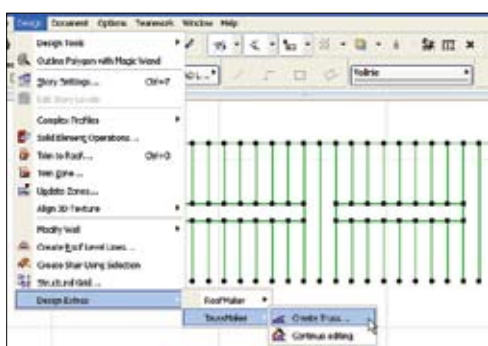 Design Document Options Teamwork Window Help
Design Tools
Outline Polygon with Magic Wand
Story Settings... Ctrl+7
Edit Story Levels
Complex Profiles
Solid Element Operations...
Trim to Roof... Ctrl+0
Trim Zone...
Update Zones...
Align 3D Texture
Modify Wall
Create Roof Level Lines...
Create Stair Using Selection
Structural Grid...
Design Extras
RoofMaker
TrussMaker
Create Truss...
Continue editing